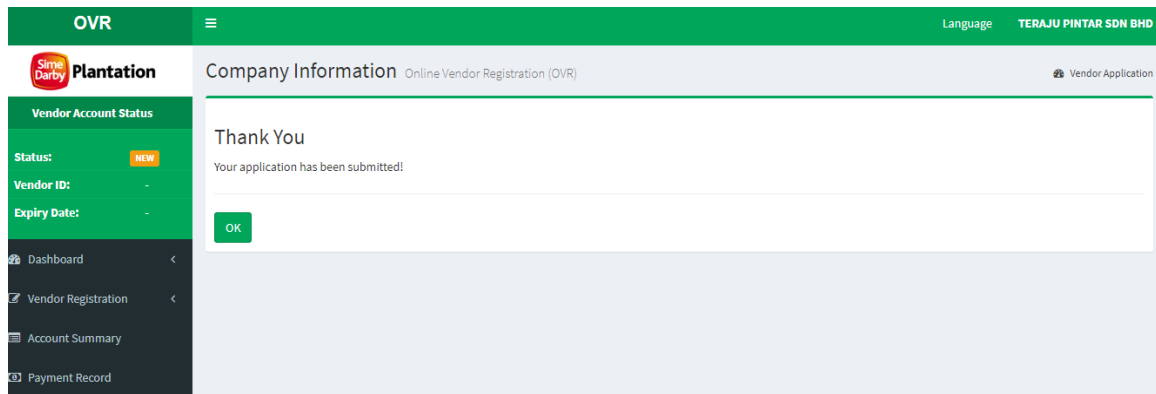 OVR
Language TERAJU PINTAR SDN BHD
Sime Darby Plantation
Company Information Online Vendor Registration (OVR)
Vendor Application
Vendor Account Status
Status: NEW
Vendor ID: -
Expiry Date: -
Thank You
Your application has been submitted!
OK
Dashboard
Vendor Registration
Account Summary
Payment Record